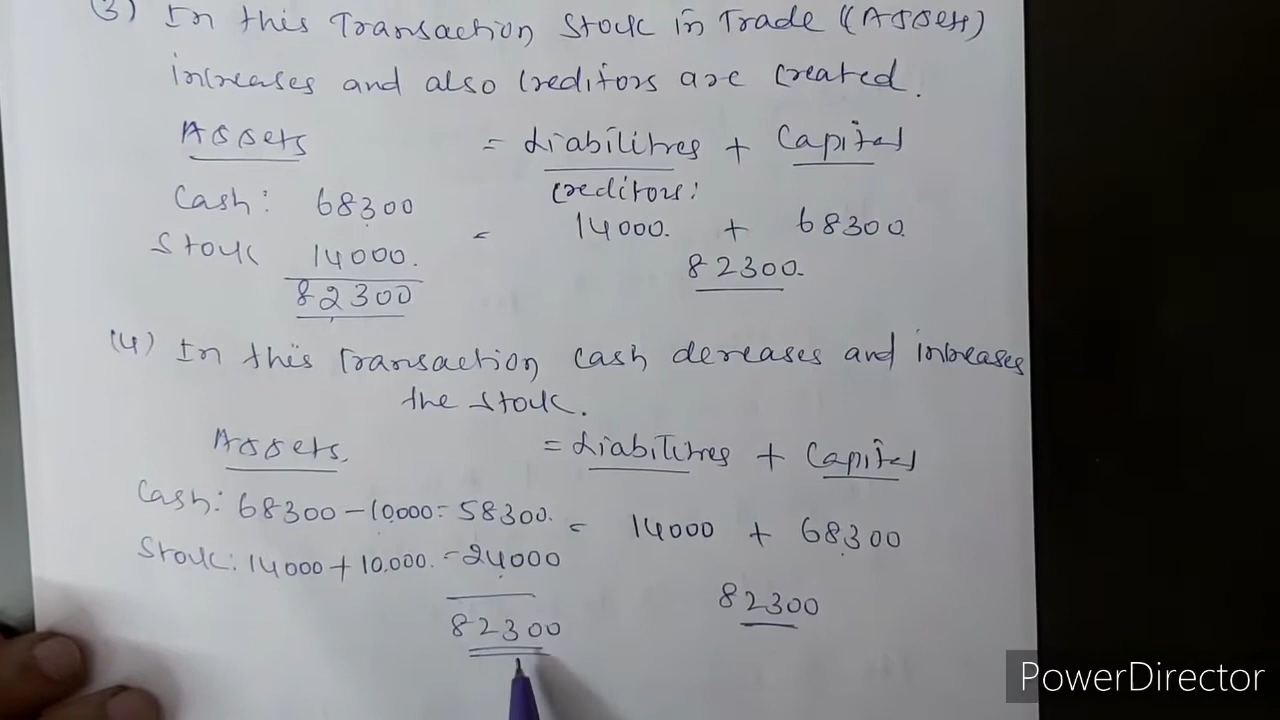 (3) In this Transaction Stock in Trade (Asset)
increases and also Creditors are created.
Assets = Liabilities + Capital
Creditors:
Cash: 68300
14000. + 68300.
Stock 14000. =
82300.
82300
(4) In this Transaction Cash dereases and increases
the stock.
Assets. = Liabilities + Capital
Cash: 68300 - 10,000 = 58300. = 14000 + 68300
Stock: 14000 + 10,000. = 24000
82300
82300
PowerDirector